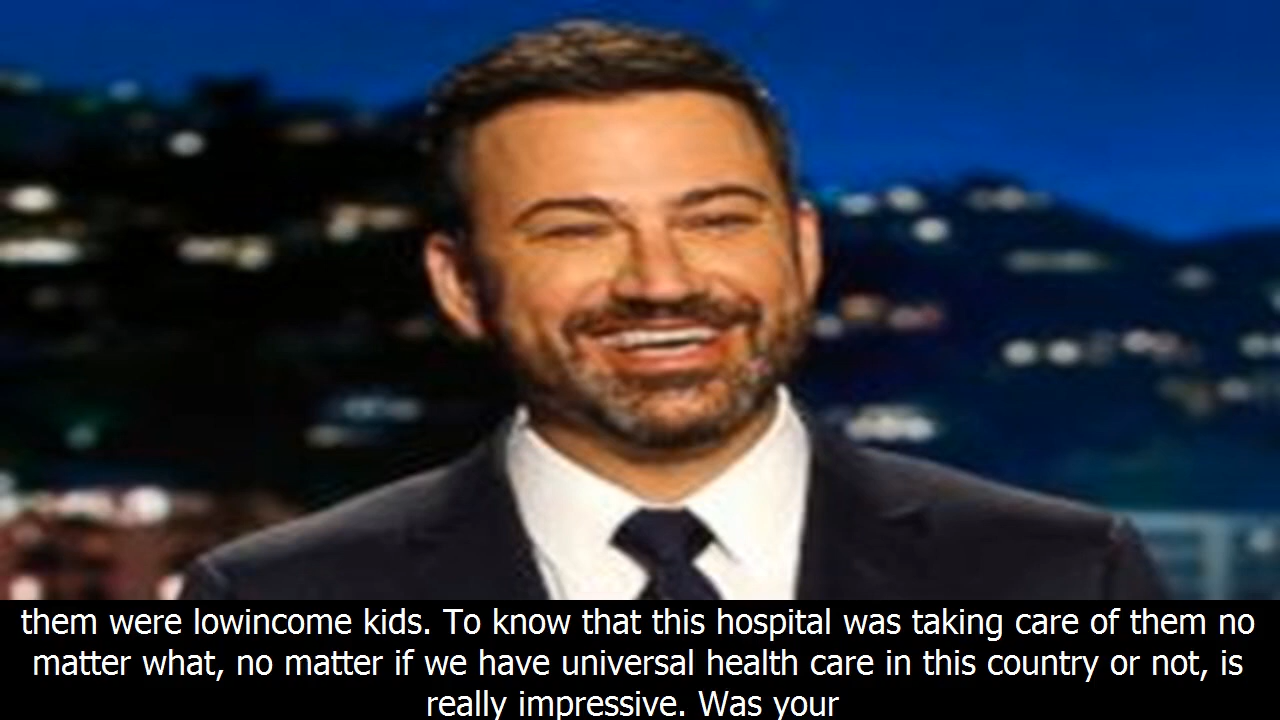 them were lowincome kids. To know that this hospital was taking care of them no
matter what, no matter if we have universal health care in this country or not, is
really impressive. Was your